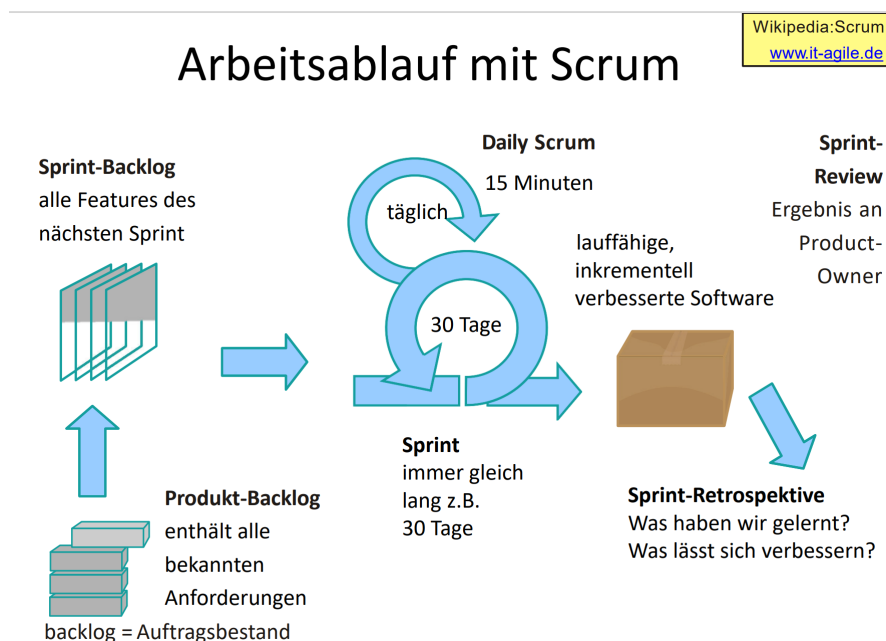 Wikipedia:Scrum
www.it-agile.de
Arbeitsablauf mit Scrum
Sprint-Backlog
alle Features des
nächsten Sprint
Daily Scrum
15 Minuten
täglich
30 Tage
lauffähige,
inkrementell
verbesserte Software
Sprint-
Review
Ergebnis an
Product-
Owner
Sprint
immer gleich
lang z.B.
30 Tage
Produkt-Backlog
enthält alle
bekannten
Anforderungen
backlog = Auftragsbestand
Sprint-Retrospektive
Was haben wir gelernt?
Was lässt sich verbessern?